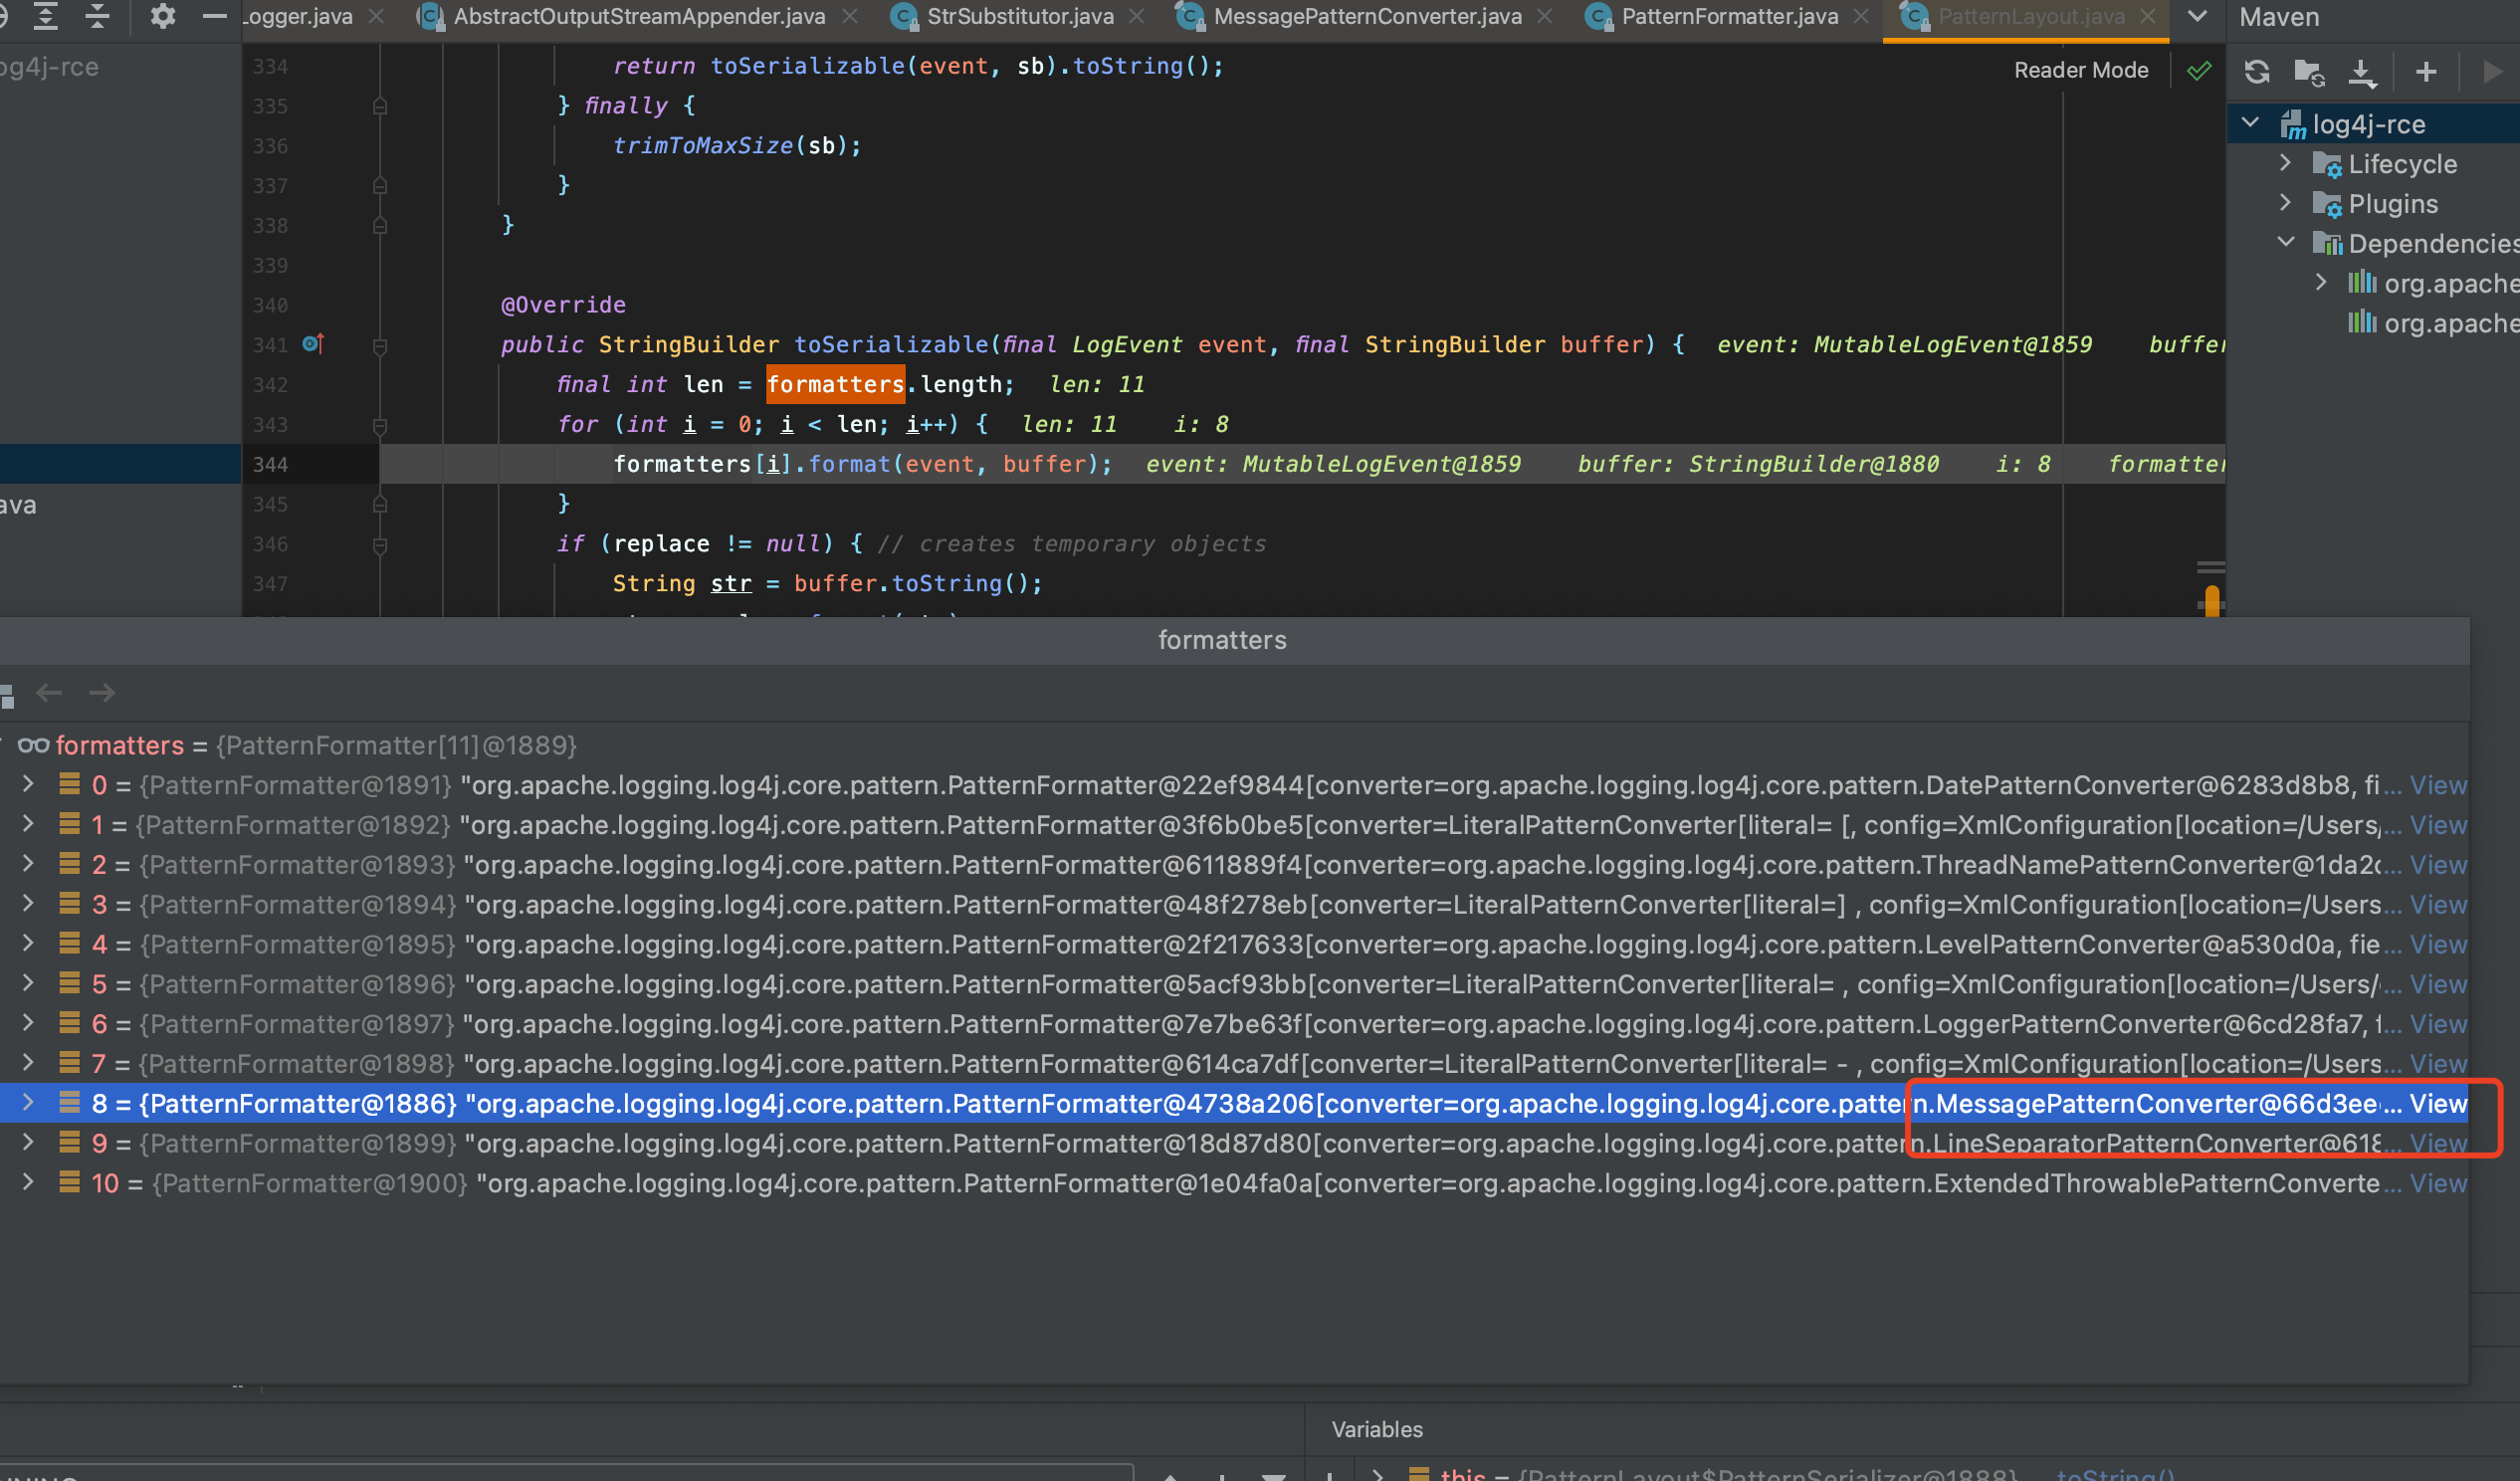 Logger.java AbstractOutputStreamAppender.java StrSubstitutor.java MessagePatternConverter.java PatternFormatter.java PatternLayout.java Maven
og4j-rce
Reader Mode
334 return toSerializable(event, sb).toString();
335 } finally {
336 trimToMaxSize(sb);
337 }
338 }
339
340 @Override
341 public StringBuilder toSerializable(final LogEvent event, final StringBuilder buffer) { event: MutableLogEvent@1859 buffer
342 final int len = formatters.length; len: 11
343 for (int i = 0; i < len; i++) { len: 11 i: 8
344 formatters[i].format(event, buffer); event: MutableLogEvent@1859 buffer: StringBuilder@1880 i: 8 formatter
345 }
346 if (replace != null) { // creates temporary objects
347 String str = buffer.toString();
ava
log4j-rce
Lifecycle
Plugins
Dependencies
org.apache
org.apache
formatters
formatters = {PatternFormatter[11]@1889}
0 = {PatternFormatter@1891} "org.apache.logging.log4j.core.pattern.PatternFormatter@22ef9844[converter=org.apache.logging.log4j.core.pattern.DatePatternConverter@6283d8b8, fi... View
1 = {PatternFormatter@1892} "org.apache.logging.log4j.core.pattern.PatternFormatter@3f6b0be5[converter=LiteralPatternConverter[literal= [, config=XmlConfiguration[location=/Users/... View
2 = {PatternFormatter@1893} "org.apache.logging.log4j.core.pattern.PatternFormatter@611889f4[converter=org.apache.logging.log4j.core.pattern.ThreadNamePatternConverter@1da2c... View
3 = {PatternFormatter@1894} "org.apache.logging.log4j.core.pattern.PatternFormatter@48f278eb[converter=LiteralPatternConverter[literal=] , config=XmlConfiguration[location=/Users... View
4 = {PatternFormatter@1895} "org.apache.logging.log4j.core.pattern.PatternFormatter@2f217633[converter=org.apache.logging.log4j.core.pattern.LevelPatternConverter@a530d0a, fie... View
5 = {PatternFormatter@1896} "org.apache.logging.log4j.core.pattern.PatternFormatter@5acf93bb[converter=LiteralPatternConverter[literal= , config=XmlConfiguration[location=/Users/... View
6 = {PatternFormatter@1897} "org.apache.logging.log4j.core.pattern.PatternFormatter@7e7be63f[converter=org.apache.logging.log4j.core.pattern.LoggerPatternConverter@6cd28fa7, f... View
7 = {PatternFormatter@1898} "org.apache.logging.log4j.core.pattern.PatternFormatter@614ca7df[converter=LiteralPatternConverter[literal= - , config=XmlConfiguration[location=/Users... View
8 = {PatternFormatter@1886} "org.apache.logging.log4j.core.pattern.PatternFormatter@4738a206[converter=org.apache.logging.log4j.core.pattern.MessagePatternConverter@66d3ee... View
9 = {PatternFormatter@1899} "org.apache.logging.log4j.core.pattern.PatternFormatter@18d87d80[converter=org.apache.logging.log4j.core.pattern.LineSeparatorPatternConverter@618... View
10 = {PatternFormatter@1900} "org.apache.logging.log4j.core.pattern.PatternFormatter@1e04fa0a[converter=org.apache.logging.log4j.core.pattern.ExtendedThrowablePatternConverte... View
Variables
this = {PatternLayout$PatternSerializer@1888} ... toString()